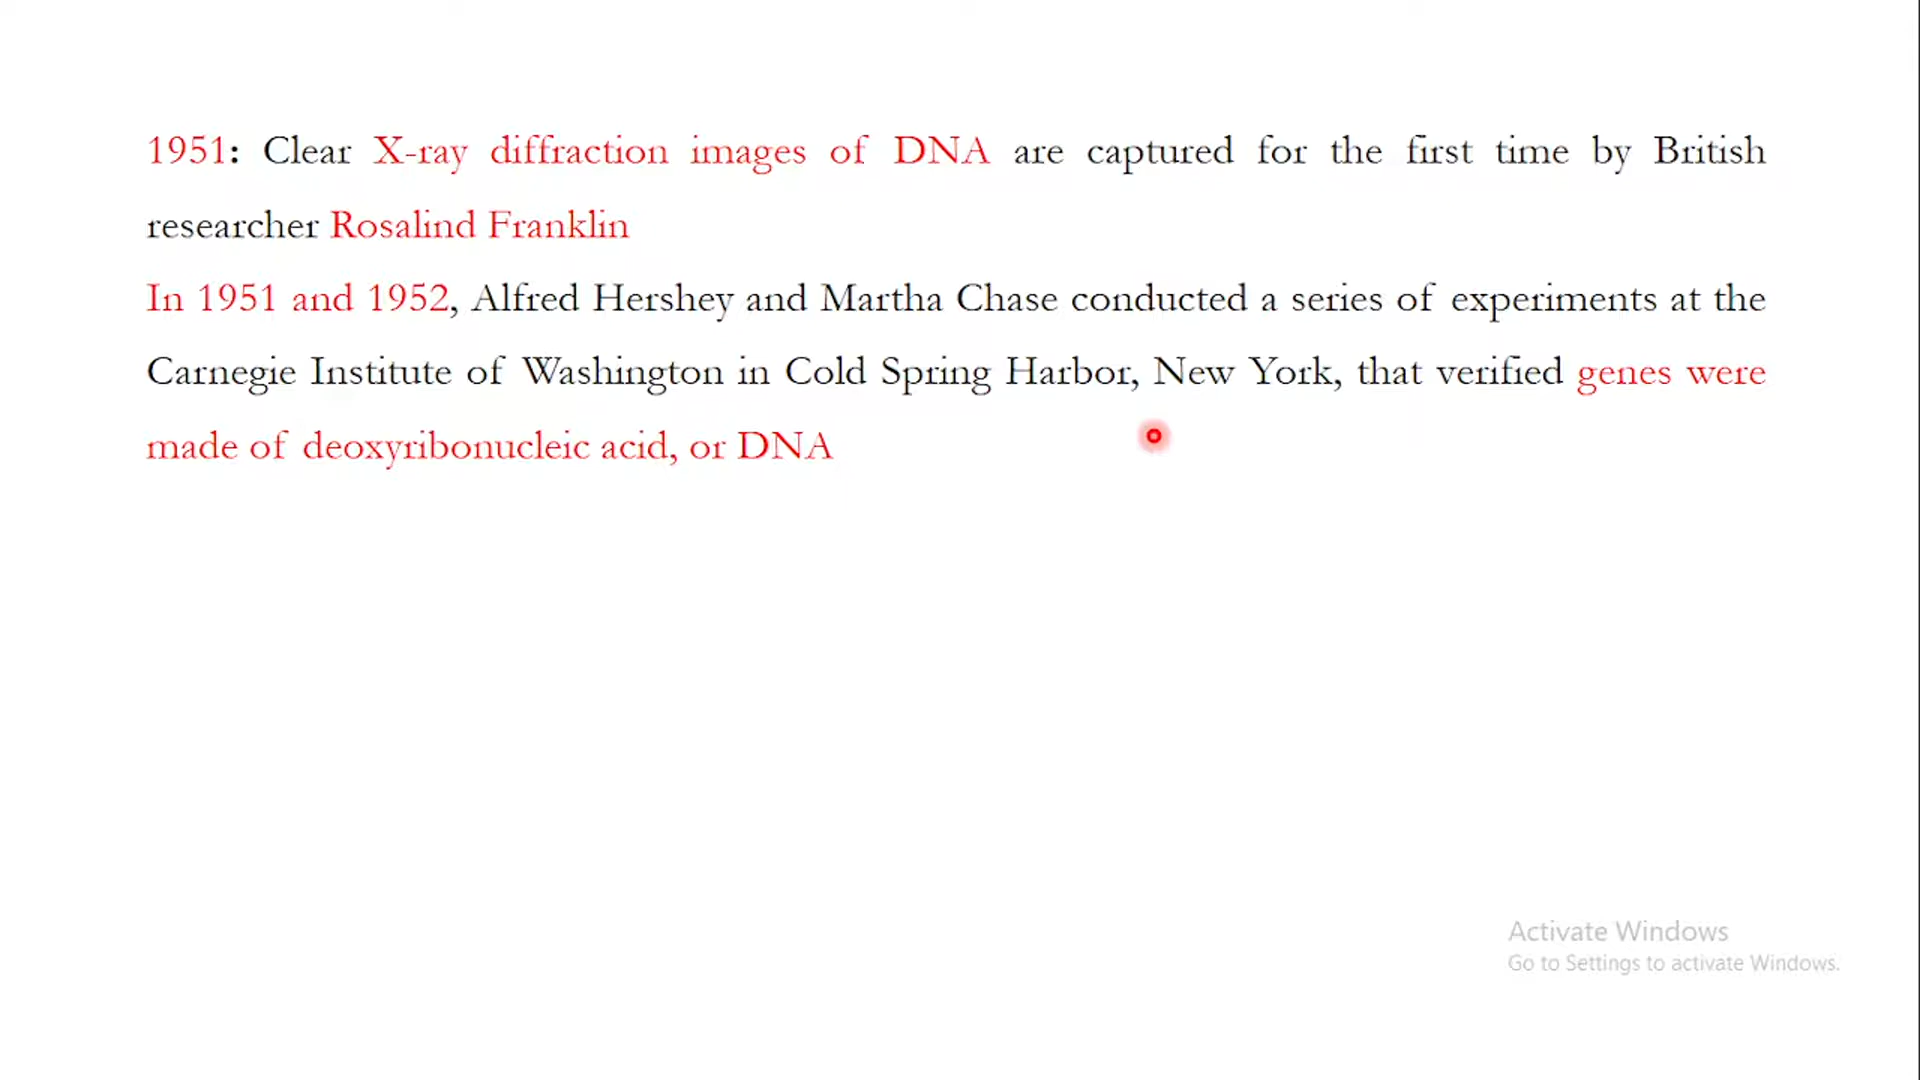 1951: Clear X-ray diffraction images of DNA are captured for the first time by British
researcher Rosalind Franklin
In 1951 and 1952, Alfred Hershey and Martha Chase conducted a series of experiments at the
Carnegie Institute of Washington in Cold Spring Harbor, New York, that verified genes were
made of deoxyribonucleic acid, or DNA
Activate Windows
Go to Settings to activate Windows.